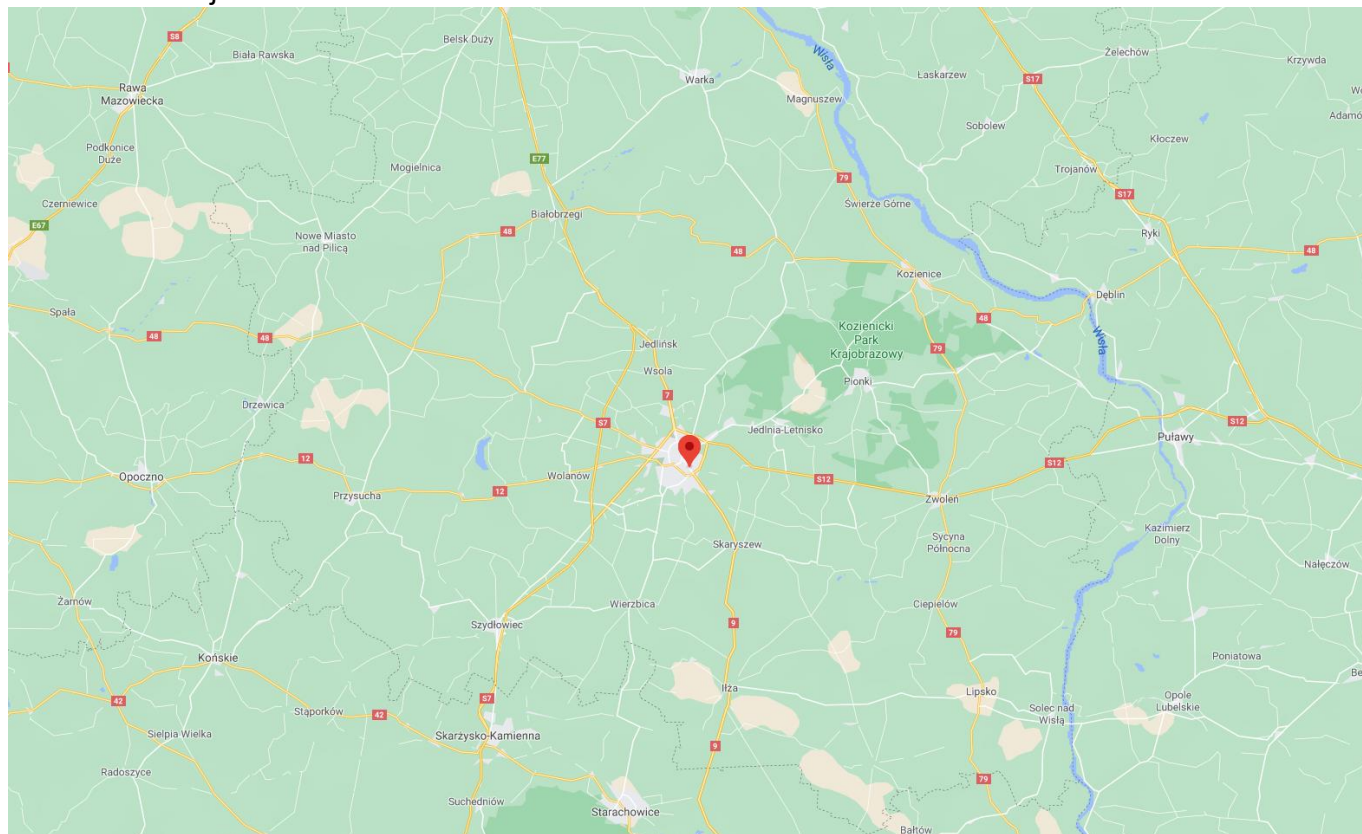 S8
Biała Rawska
Belsk Duży
Wisła
Żelechów
Krzywda
Rawa
Mazowiecka
Warka
Łaskarzew
S17
Magnuszew
Adamó
Sobolew
Kłoczew
Podkonice
Duże
Mogielnica
E77
Trojanów
79
S17
Czerniewice
Świerże Górne
E67
Białobrzegi
Nowe Miasto
nad Pilicą
48
48
Ryki
48
Kozienice
Dęblin
Spała
48
48
48
Kozienicki
Park
Krajobrazowy
Wisła
Jedlińsk
79
Wsola
Pionki
7
Drzewica
S7
Jedlnia-Letnisko
S12
Puławy
12
Opoczno
Wolanów
S12
S12
12
Przysucha
Zwoleń
Kazimierz
Dolny
Skaryszew
Sycyna
Północna
Nałęczów
Żarnów
Wierzbica
Ciepielów
Szydłowiec
9
79
Końskie
Poniatowa
Be
Iłża
Lipsko
42
S7
Opole
Lubelskie
Stąporków
42
Solec nad
Wisłą
Sielpia Wielka
Skarżysko-Kamienna
9
Radoszyce
79
Suchedniów
Starachowice
Bałtów